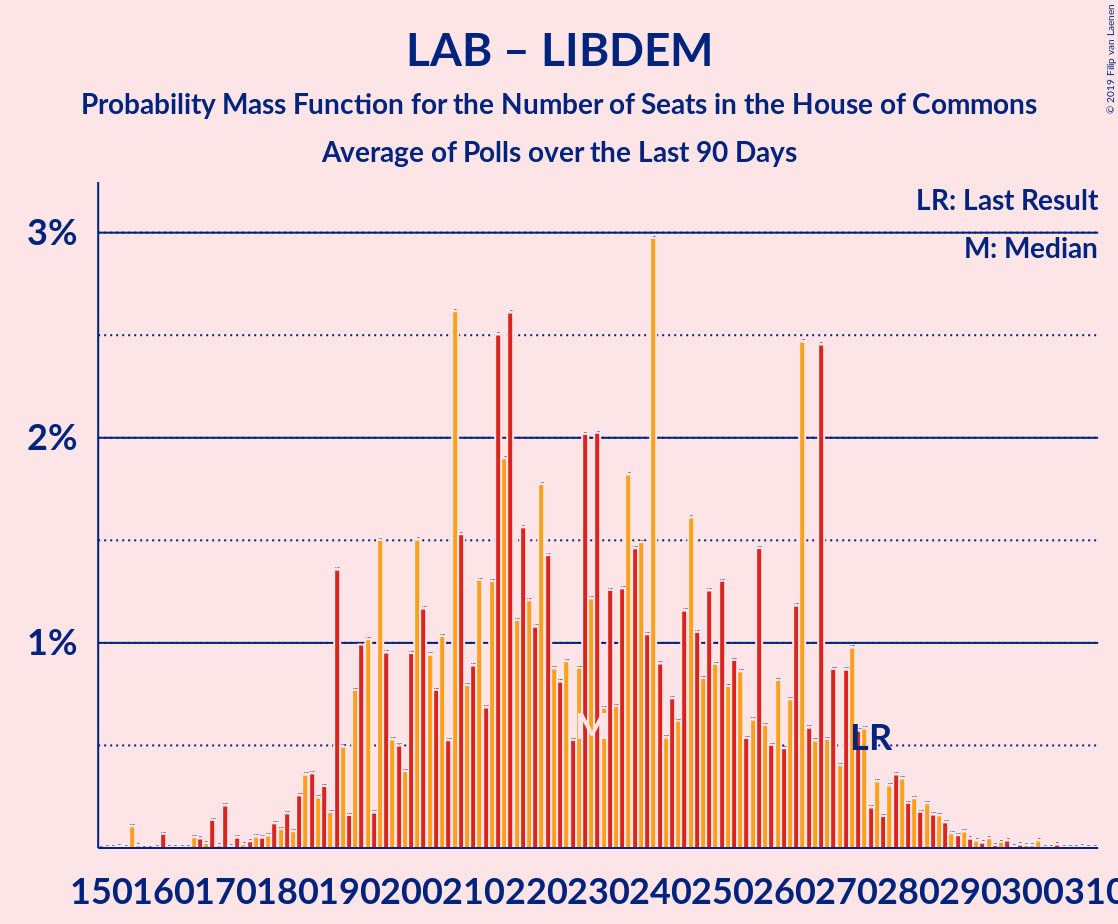 LAB – LIBDEM
Probability Mass Function for the Number of Seats in the House of Commons
Average of Polls over the Last 90 Days
© 2019 Filip van Laenen
LR: Last Result
M: Median
3%
2%
1%
M
LR
150 160 170 180 190 200 210 220 230 240 250 260 270 280 290 300 310